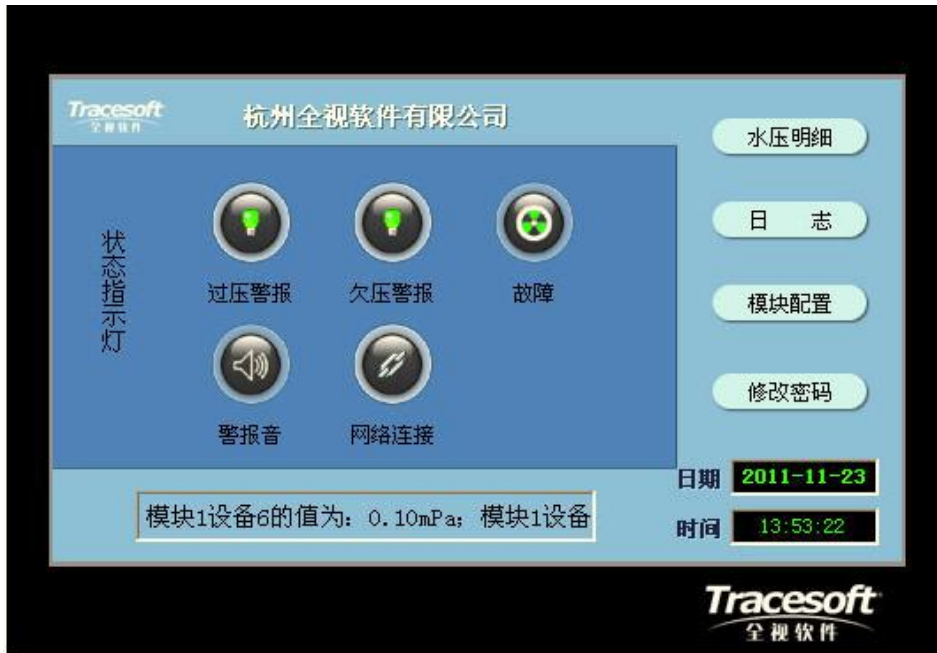 Tracesoft
全视软件
杭州全视软件有限公司
状态指示灯
过压警报
欠压警报
故障
警报音
网络连接
水压明细
日 志
模块配置
修改密码
日期 2011-11-23
时间 13:53:22
模块1设备6的值为: 0.10mPa; 模块1设备
Tracesoft
全视软件